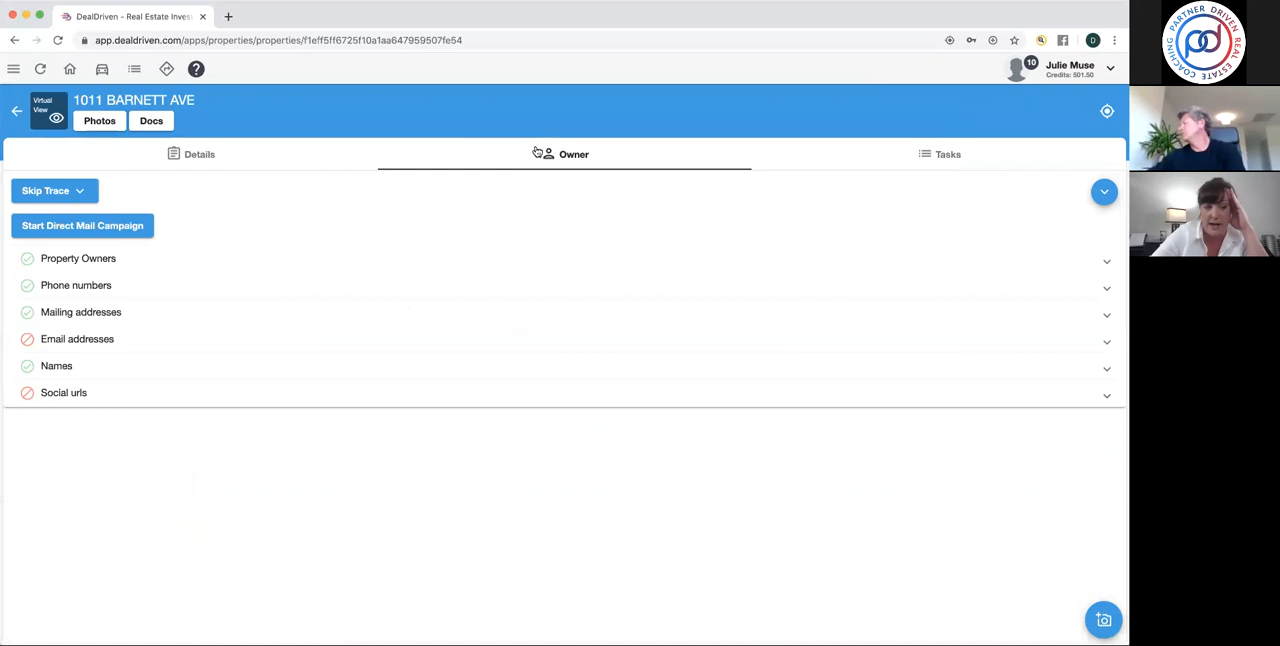 DealDriven - Real Estate Inves
app.dealdriven.com/apps/properties/properties/f1eff5ff6725f10a1aa647959507fe54
D
10
Julie Muse
Credits: 501.50
Virtual View
1011 BARNETT AVE
Photos
Docs
Details
Owner
Tasks
Skip Trace
Start Direct Mail Campaign
Property Owners
Phone numbers
Mailing addresses
Email addresses
Names
Social urls
PARTNER DRIVEN
REAL ESTATE COACHING
pd